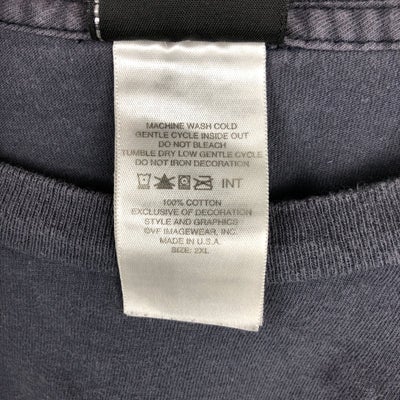 MACHINE WASH COLD
GENTLE CYCLE INSIDE OUT
DO NOT BLEACH
TUMBLE DRY LOW GENTLE CYCLE
DO NOT IRON DECORATION
INT
100% COTTON
EXCLUSIVE OF DECORATION
STYLE AND GRAPHICS
©VF IMAGEWEAR, INC.
MADE IN U.S.A.
SIZE: 2XL